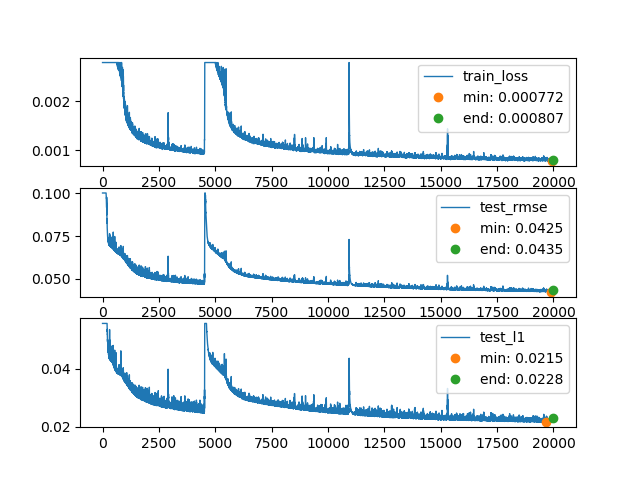 train_loss
min: 0.000772
end: 0.000807
0.002
0.001
0 2500 5000 7500 10000 12500 15000 17500 20000
0.100
test_rmse
min: 0.0425
end: 0.0435
0.075
0.050
0 2500 5000 7500 10000 12500 15000 17500 20000
test_l1
min: 0.0215
end: 0.0228
0.04
0.02
0 2500 5000 7500 10000 12500 15000 17500 20000